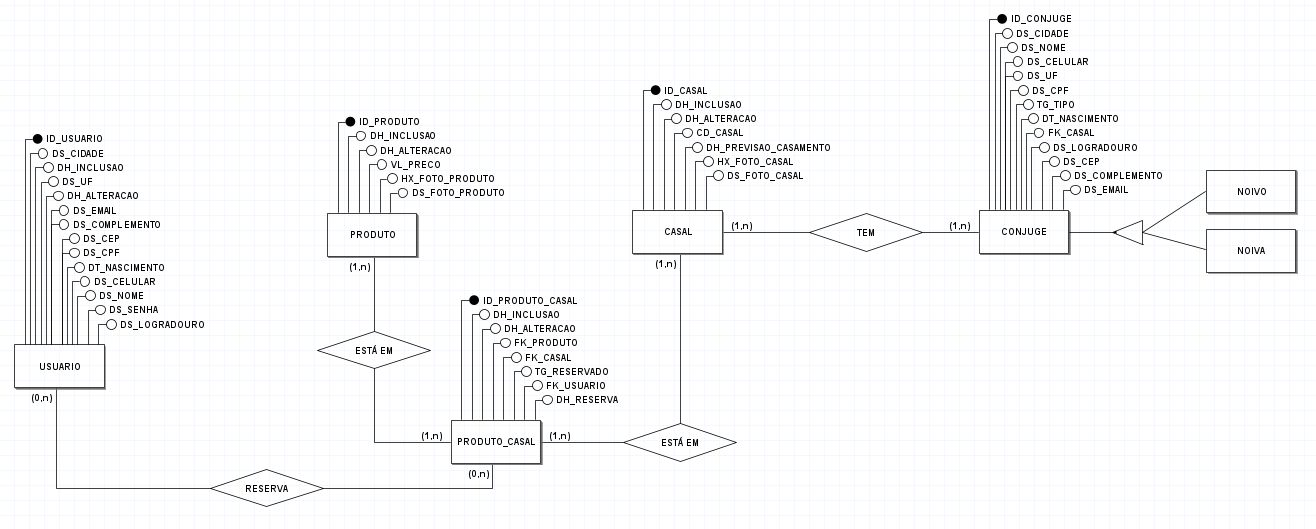 ID_USUARIO
DS_CIDADE
DH_INCLUSAO
DS_UF
DH_ALTERACAO
DS_EMAIL
DS_COMPLEMENTO
DS_CEP
DS_CPF
DT_NASCIMENTO
DS_CELULAR
DS_NOME
DS_SENHA
DS_LOGRADOURO
USUARIO
(0,n)
RESERVA
ID_PRODUTO
DH_INCLUSAO
DH_ALTERACAO
VL_PRECO
HX_FOTO_PRODUTO
DS_FOTO_PRODUTO
PRODUTO
(1,n)
ESTÁ EM
(1,n)
ID_PRODUTO_CASAL
DH_INCLUSAO
DH_ALTERACAO
FK_PRODUTO
FK_CASAL
TG_RESERVADO
FK_USUARIO
DH_RESERVA
PRODUTO_CASAL
(0,n)
(1,n)
ESTÁ EM
ID_CASAL
DH_INCLUSAO
DH_ALTERACAO
CD_CASAL
DH_PREVISAO_CASAMENTO
HX_FOTO_CASAL
DS_FOTO_CASAL
CASAL
(1,n)
(1,n)
TEM
(1,n)
ID_CONJUGE
DS_CIDADE
DS_NOME
DS_CELULAR
DS_UF
DS_CPF
TG_TIPO
DT_NASCIMENTO
FK_CASAL
DS_LOGRADOURO
DS_CEP
DS_COMPLEMENTO
DS_EMAIL
CONJUGE
NOIVO
NOIVA